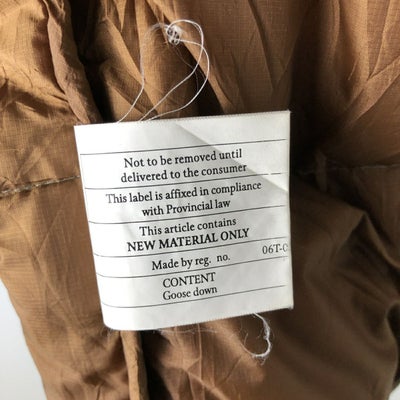 Not to be removed until
delivered to the consumer
This label is affixed in compliance
with Provincial law
This article contains
NEW MATERIAL ONLY
Made by reg. no. 06T-
CONTENT
Goose down